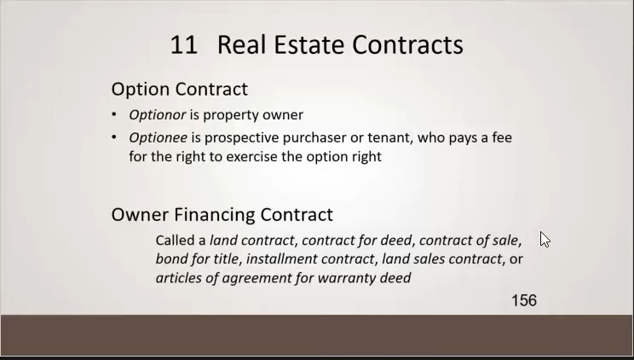 11 Real Estate Contracts
Option Contract
• Optionor is property owner
• Optionee is prospective purchaser or tenant, who pays a fee
for the right to exercise the option right
Owner Financing Contract
Called a land contract, contract for deed, contract of sale,
bond for title, installment contract, land sales contract, or
articles of agreement for warranty deed
156